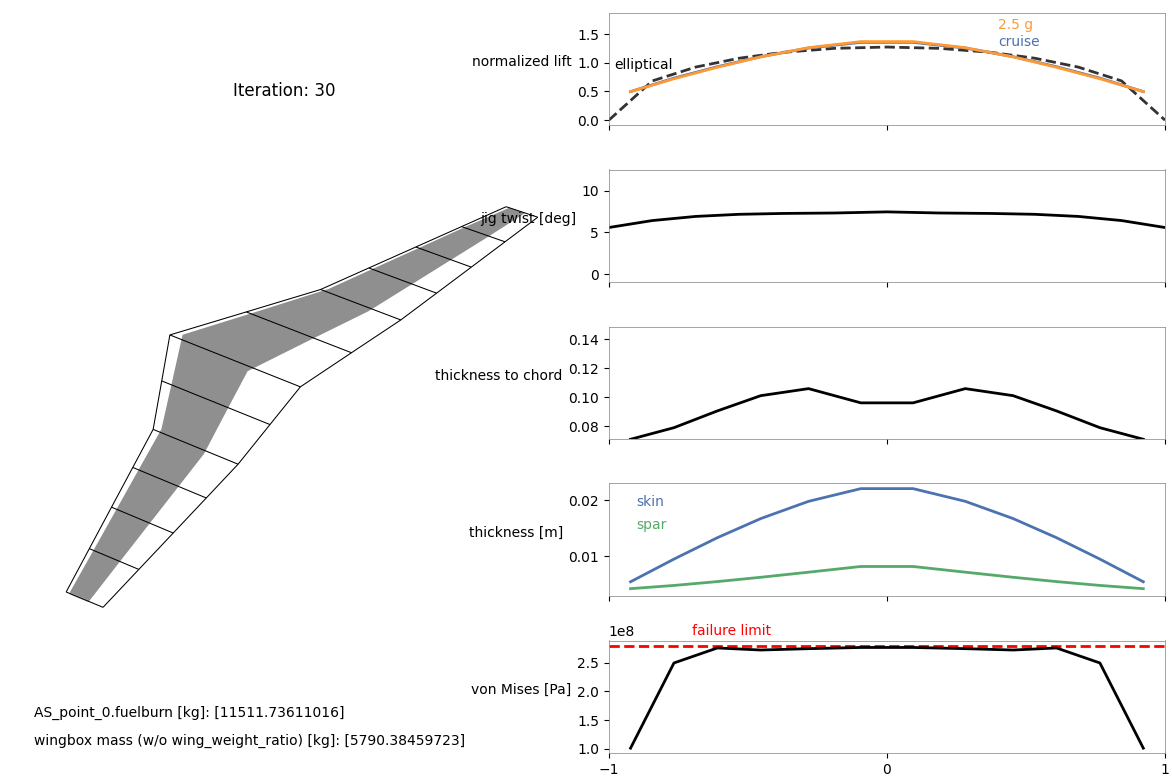 Iteration: 30
normalized lift
1.5
1.0
0.5
0.0
2.5 g
cruise
elliptical
jig twist [deg]
10
5
0
thickness to chord
0.14
0.12
0.10
0.08
thickness [m]
0.02
0.01
skin
spar
1e8
failure limit
von Mises [Pa]
2.5
2.0
1.5
1.0
−1
0
1
AS_point_0.fuelburn [kg]: [11511.73611016]
wingbox mass (w/o wing_weight_ratio) [kg]: [5790.38459723]